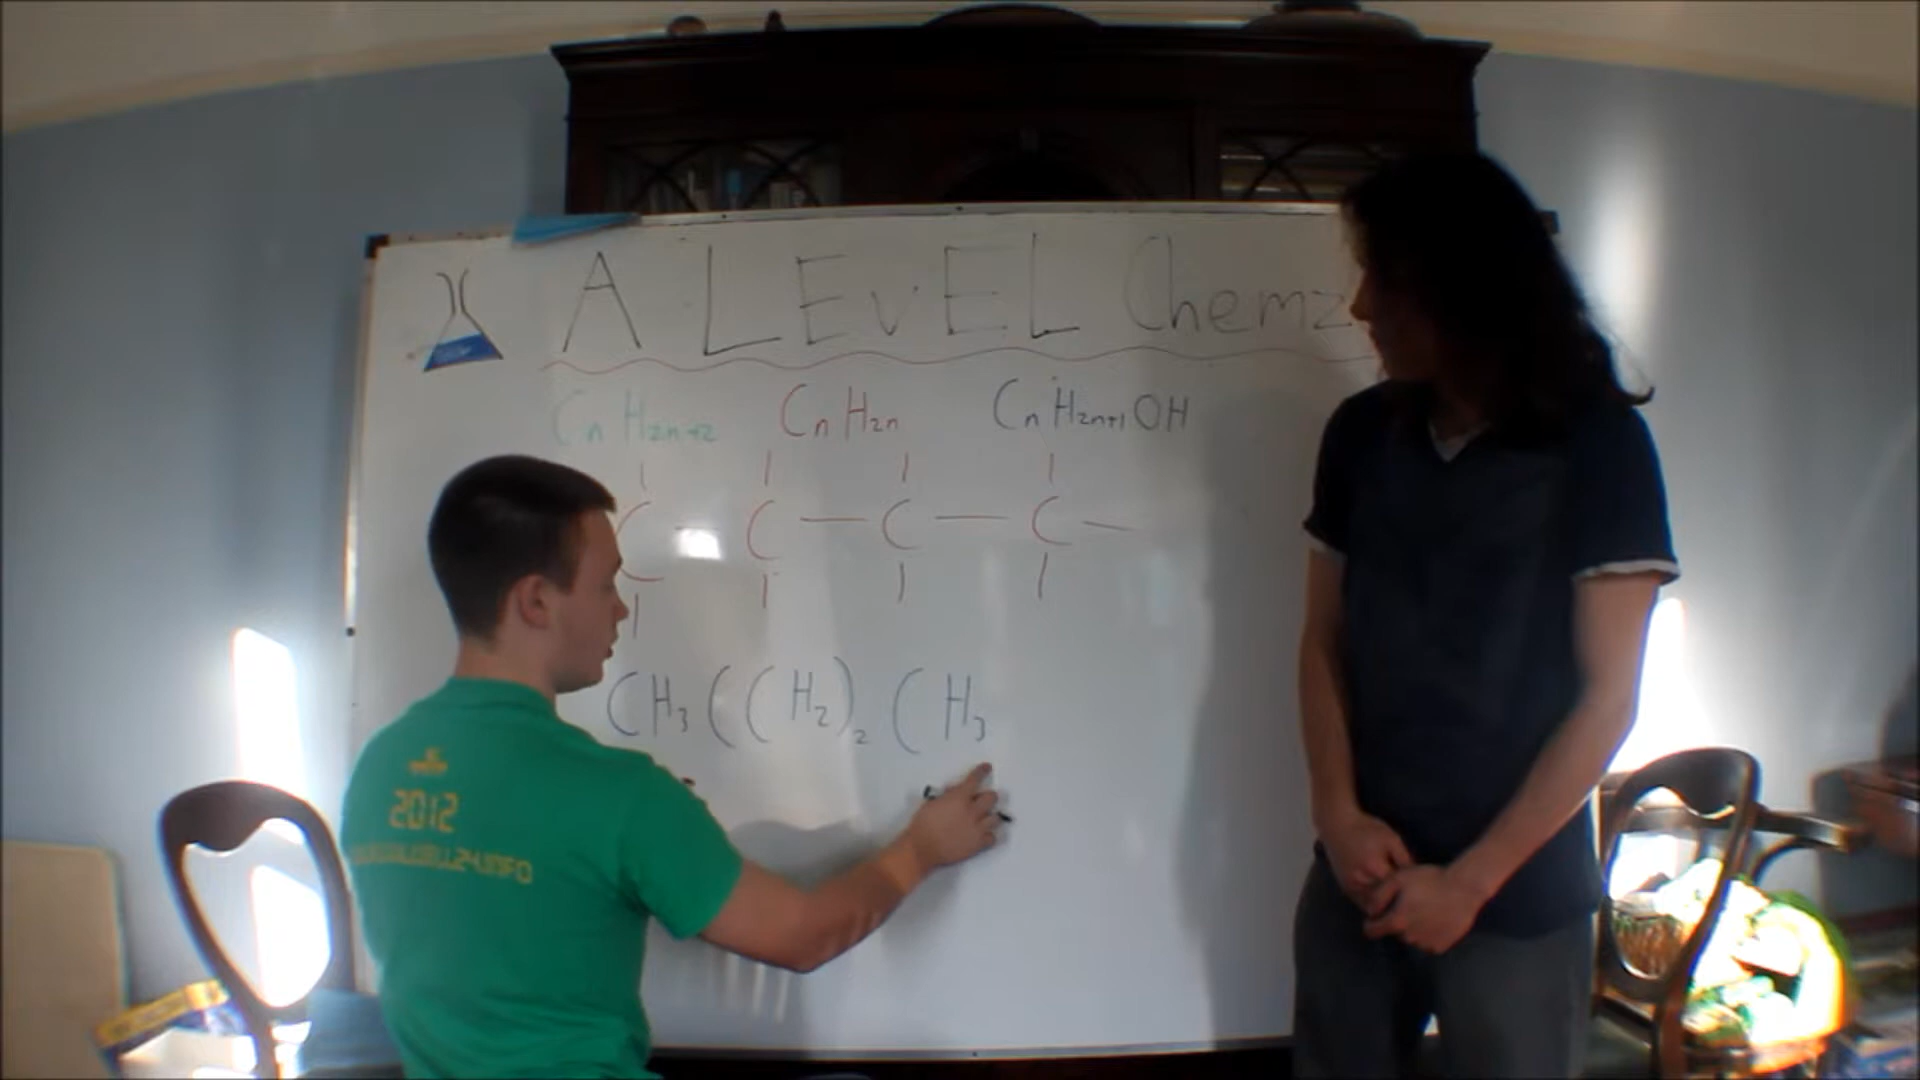 A LEvEL Chemz
CnH2n+2 CnH2n CnH2n+1OH
C — C — C — C —
CH3(CH2)2CH3
2012